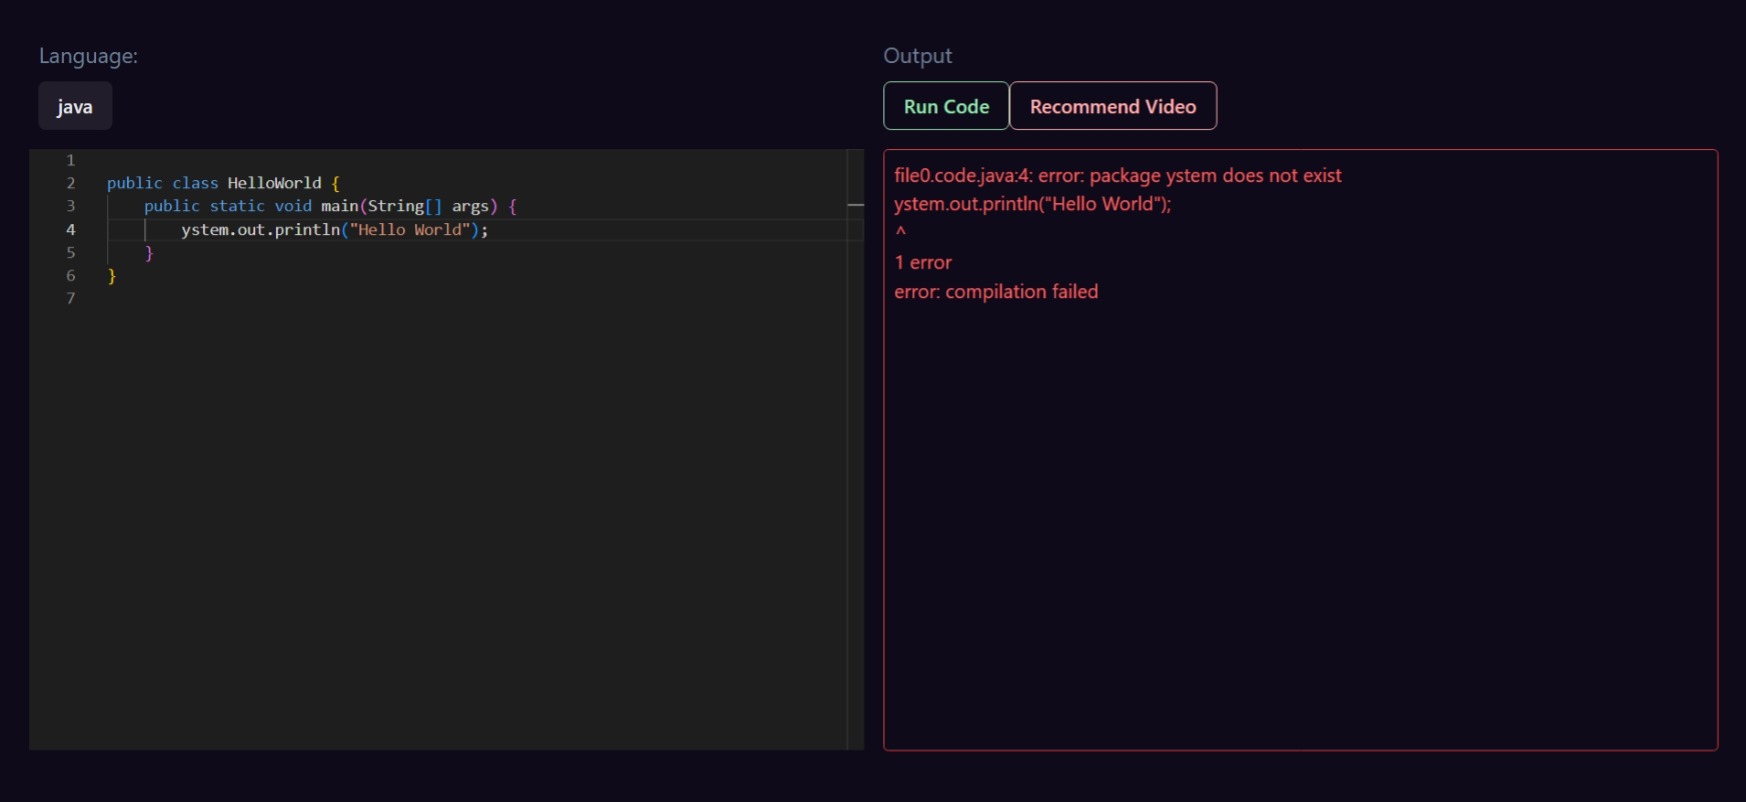 Language:
java
1
2 public class HelloWorld {
3 public static void main(String[] args) {
4 ystem.out.println("Hello World");
5 }
6 }
7
Output
Run Code
Recommend Video
file0.code.java:4: error: package ystem does not exist
ystem.out.println("Hello World");
^
1 error
error: compilation failed